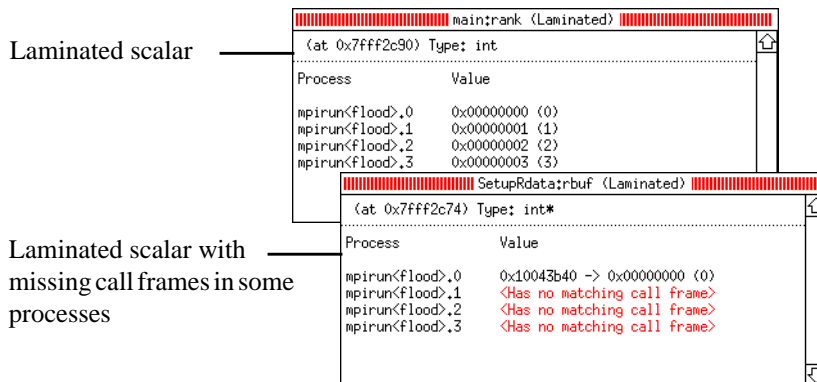 main:rank (Laminated)
Laminated scalar
(at 0x7fff2c90) Type: int
Process Value
mpirun<flood>.0 0x00000000 (0)
mpirun<flood>.1 0x00000001 (1)
mpirun<flood>.2 0x00000002 (2)
mpirun<flood>.3 0x00000003 (3)
SetupRdata:rbuf (Laminated)
(at 0x7fff2c74) Type: int*
Laminated scalar with
missing call frames in some
processes
Process Value
mpirun<flood>.0 0x10043b40 -> 0x00000000 (0)
mpirun<flood>.1 <Has no matching call frame>
mpirun<flood>.2 <Has no matching call frame>
mpirun<flood>.3 <Has no matching call frame>